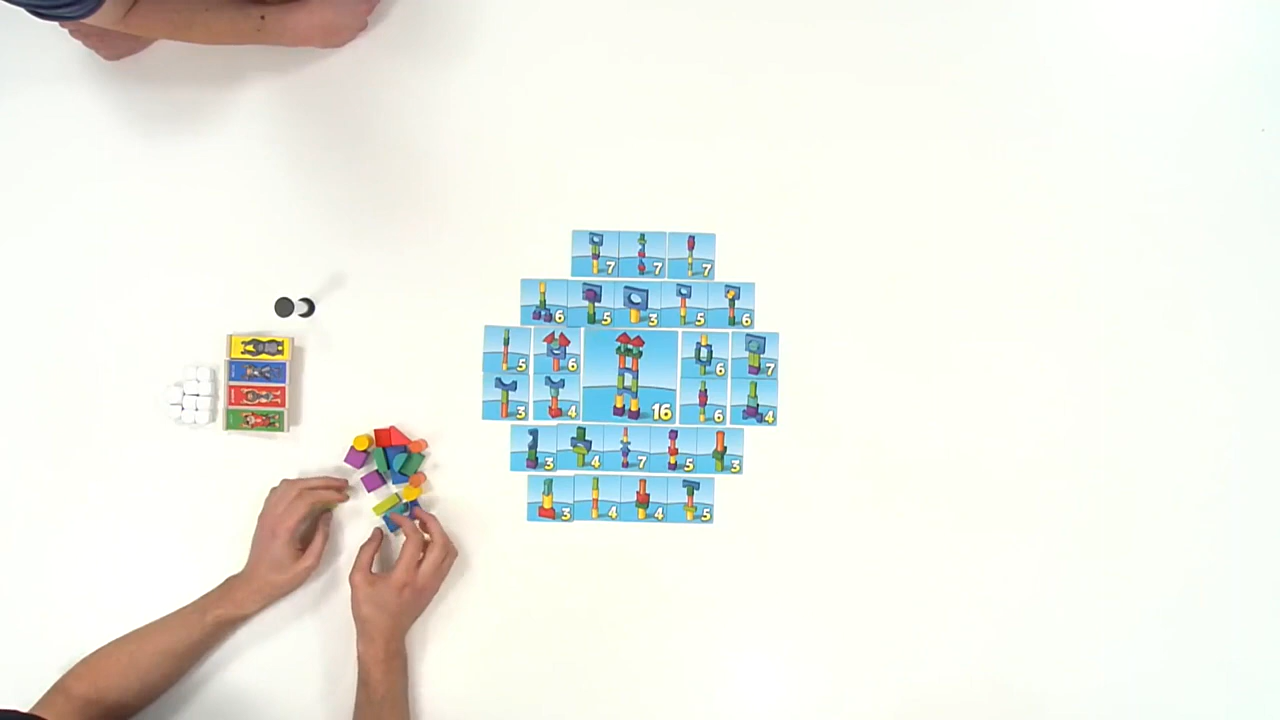 7 7 7
6 5 3 5 6
5 6 16 6 7
3 4 6 4
3 4 7 5 3
3 4 4 5